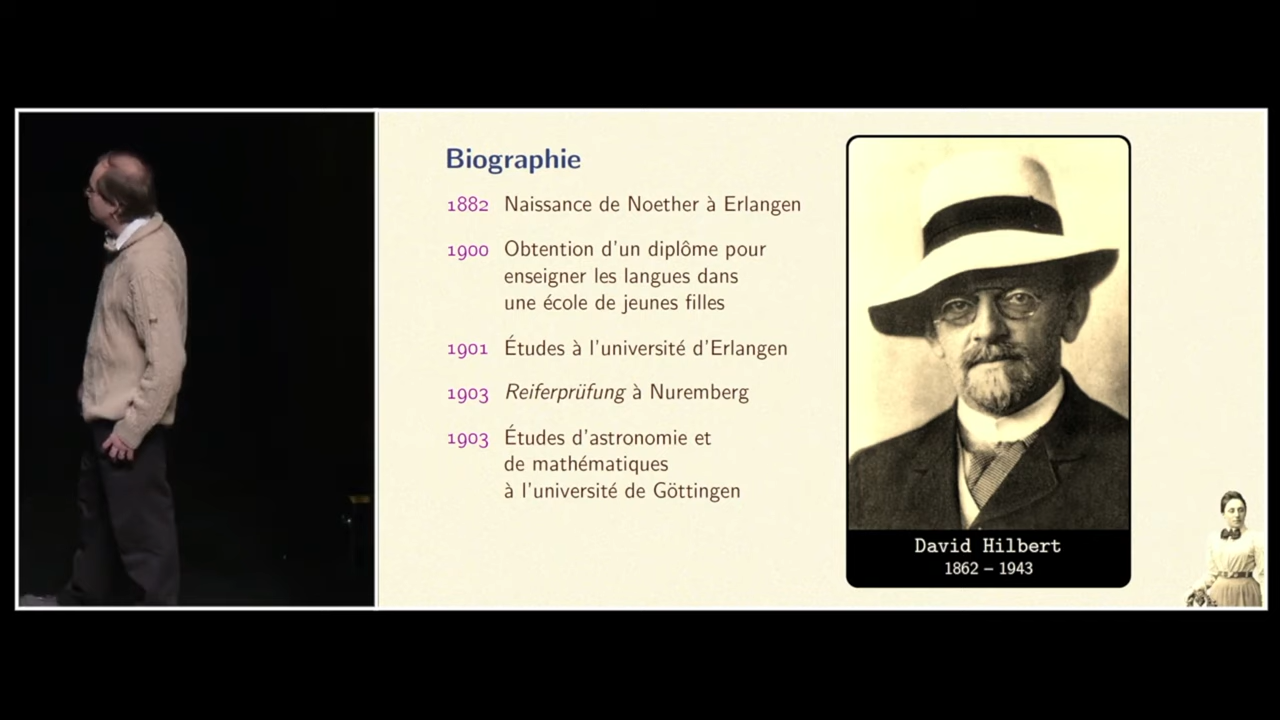 Biographie
1882 Naissance de Noether à Erlangen
1900 Obtention d'un diplôme pour
enseigner les langues dans
une école de jeunes filles
1901 Études à l'université d'Erlangen
1903 Reiferprüfung à Nuremberg
1903 Études d'astronomie et
de mathématiques
à l'université de Göttingen
David Hilbert
1862 – 1943